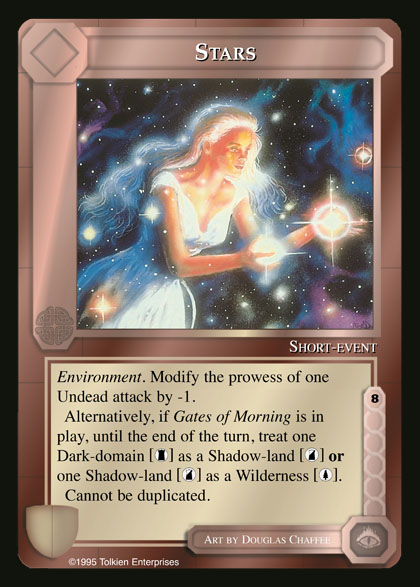 Stars
Short-event
Environment. Modify the prowess of one
Undead attack by -1.
Alternatively, if Gates of Morning is in
play, until the end of the turn, treat one
Dark-domain [] as a Shadow-land [] or
one Shadow-land [] as a Wilderness [].
Cannot be duplicated.
8
Art by Douglas Chaffee
©1995 Tolkien Enterprises